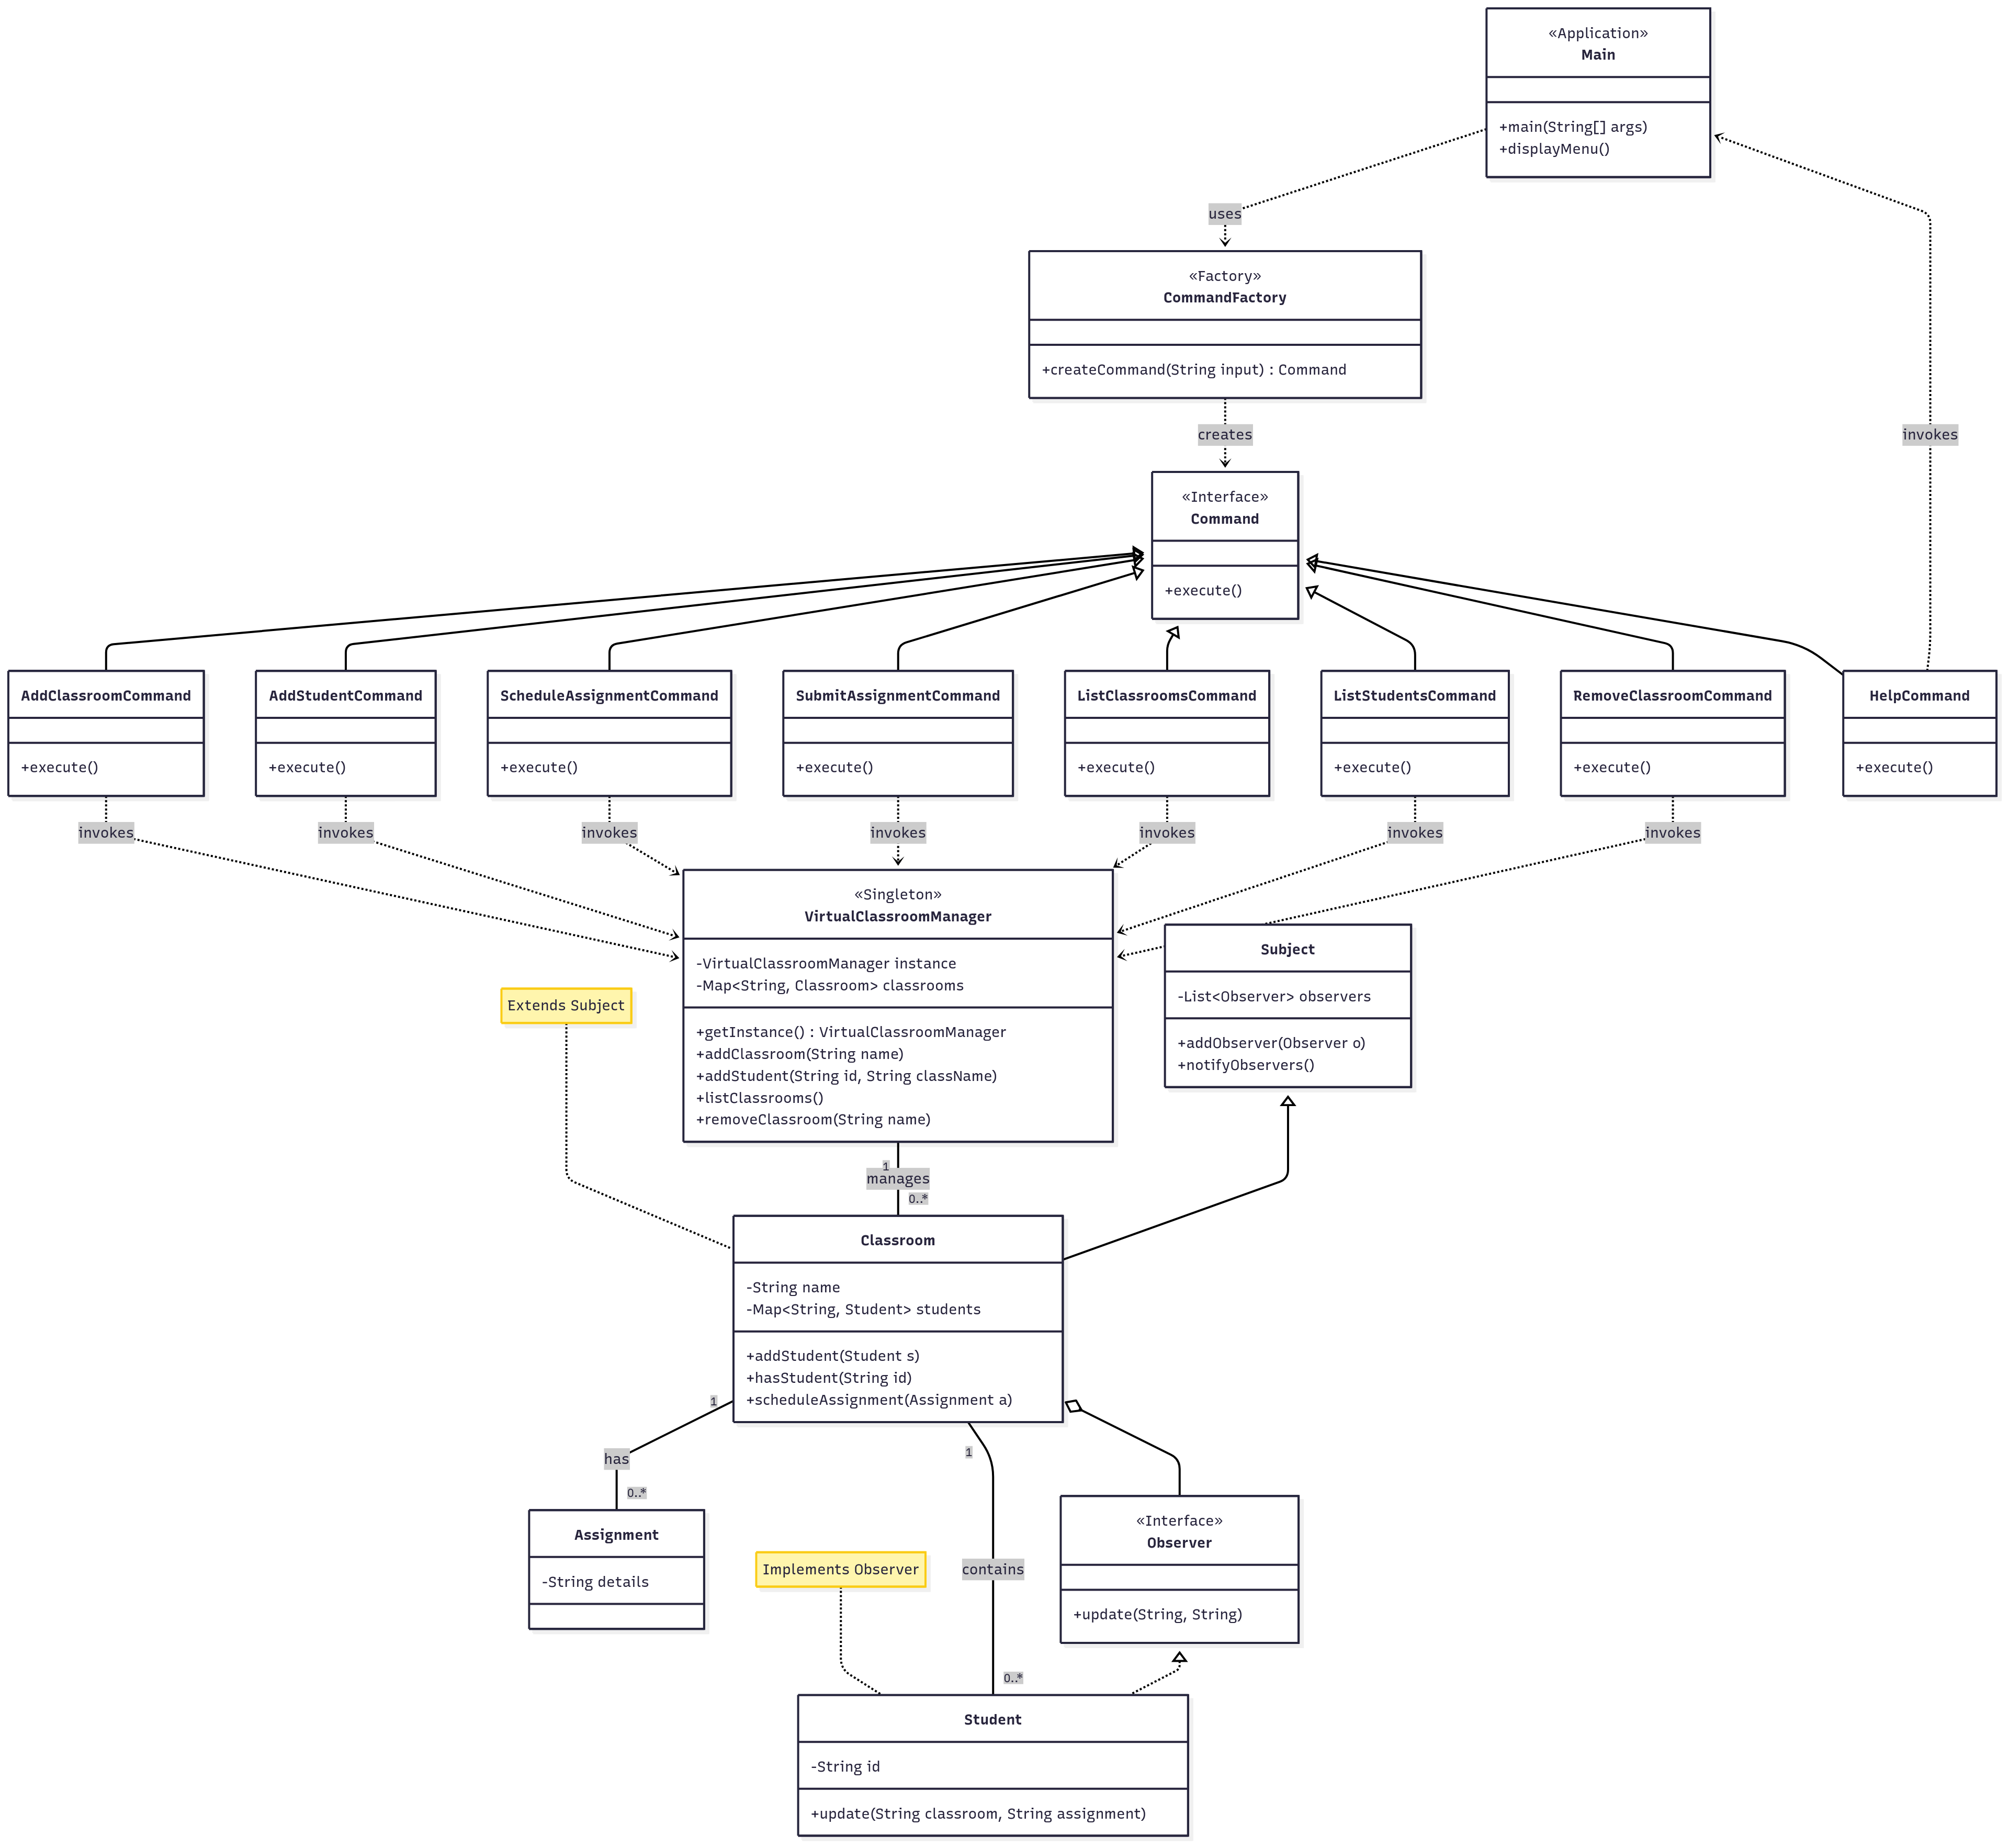 «Application»
Main
+main(String[] args)
+displayMenu()
uses
«Factory»
CommandFactory
+createCommand(String input) : Command
creates
invokes
«Interface»
Command
+execute()
AddClassroomCommand
+execute()
AddStudentCommand
+execute()
ScheduleAssignmentCommand
+execute()
SubmitAssignmentCommand
+execute()
ListClassroomsCommand
+execute()
ListStudentsCommand
+execute()
RemoveClassroomCommand
+execute()
HelpCommand
+execute()
invokes
invokes
invokes
invokes
invokes
invokes
invokes
«Singleton»
VirtualClassroomManager
-VirtualClassroomManager instance
-Map<String, Classroom> classrooms
+getInstance() : VirtualClassroomManager
+addClassroom(String name)
+addStudent(String id, String className)
+listClassrooms()
+removeClassroom(String name)
Subject
-List<Observer> observers
+addObserver(Observer o)
+notifyObservers()
Extends Subject
1
manages
0..*
Classroom
-String name
-Map<String, Student> students
+addStudent(Student s)
+hasStudent(String id)
+scheduleAssignment(Assignment a)
1
has
0..*
1
contains
0..*
Assignment
-String details
Implements Observer
«Interface»
Observer
+update(String, String)
Student
-String id
+update(String classroom, String assignment)